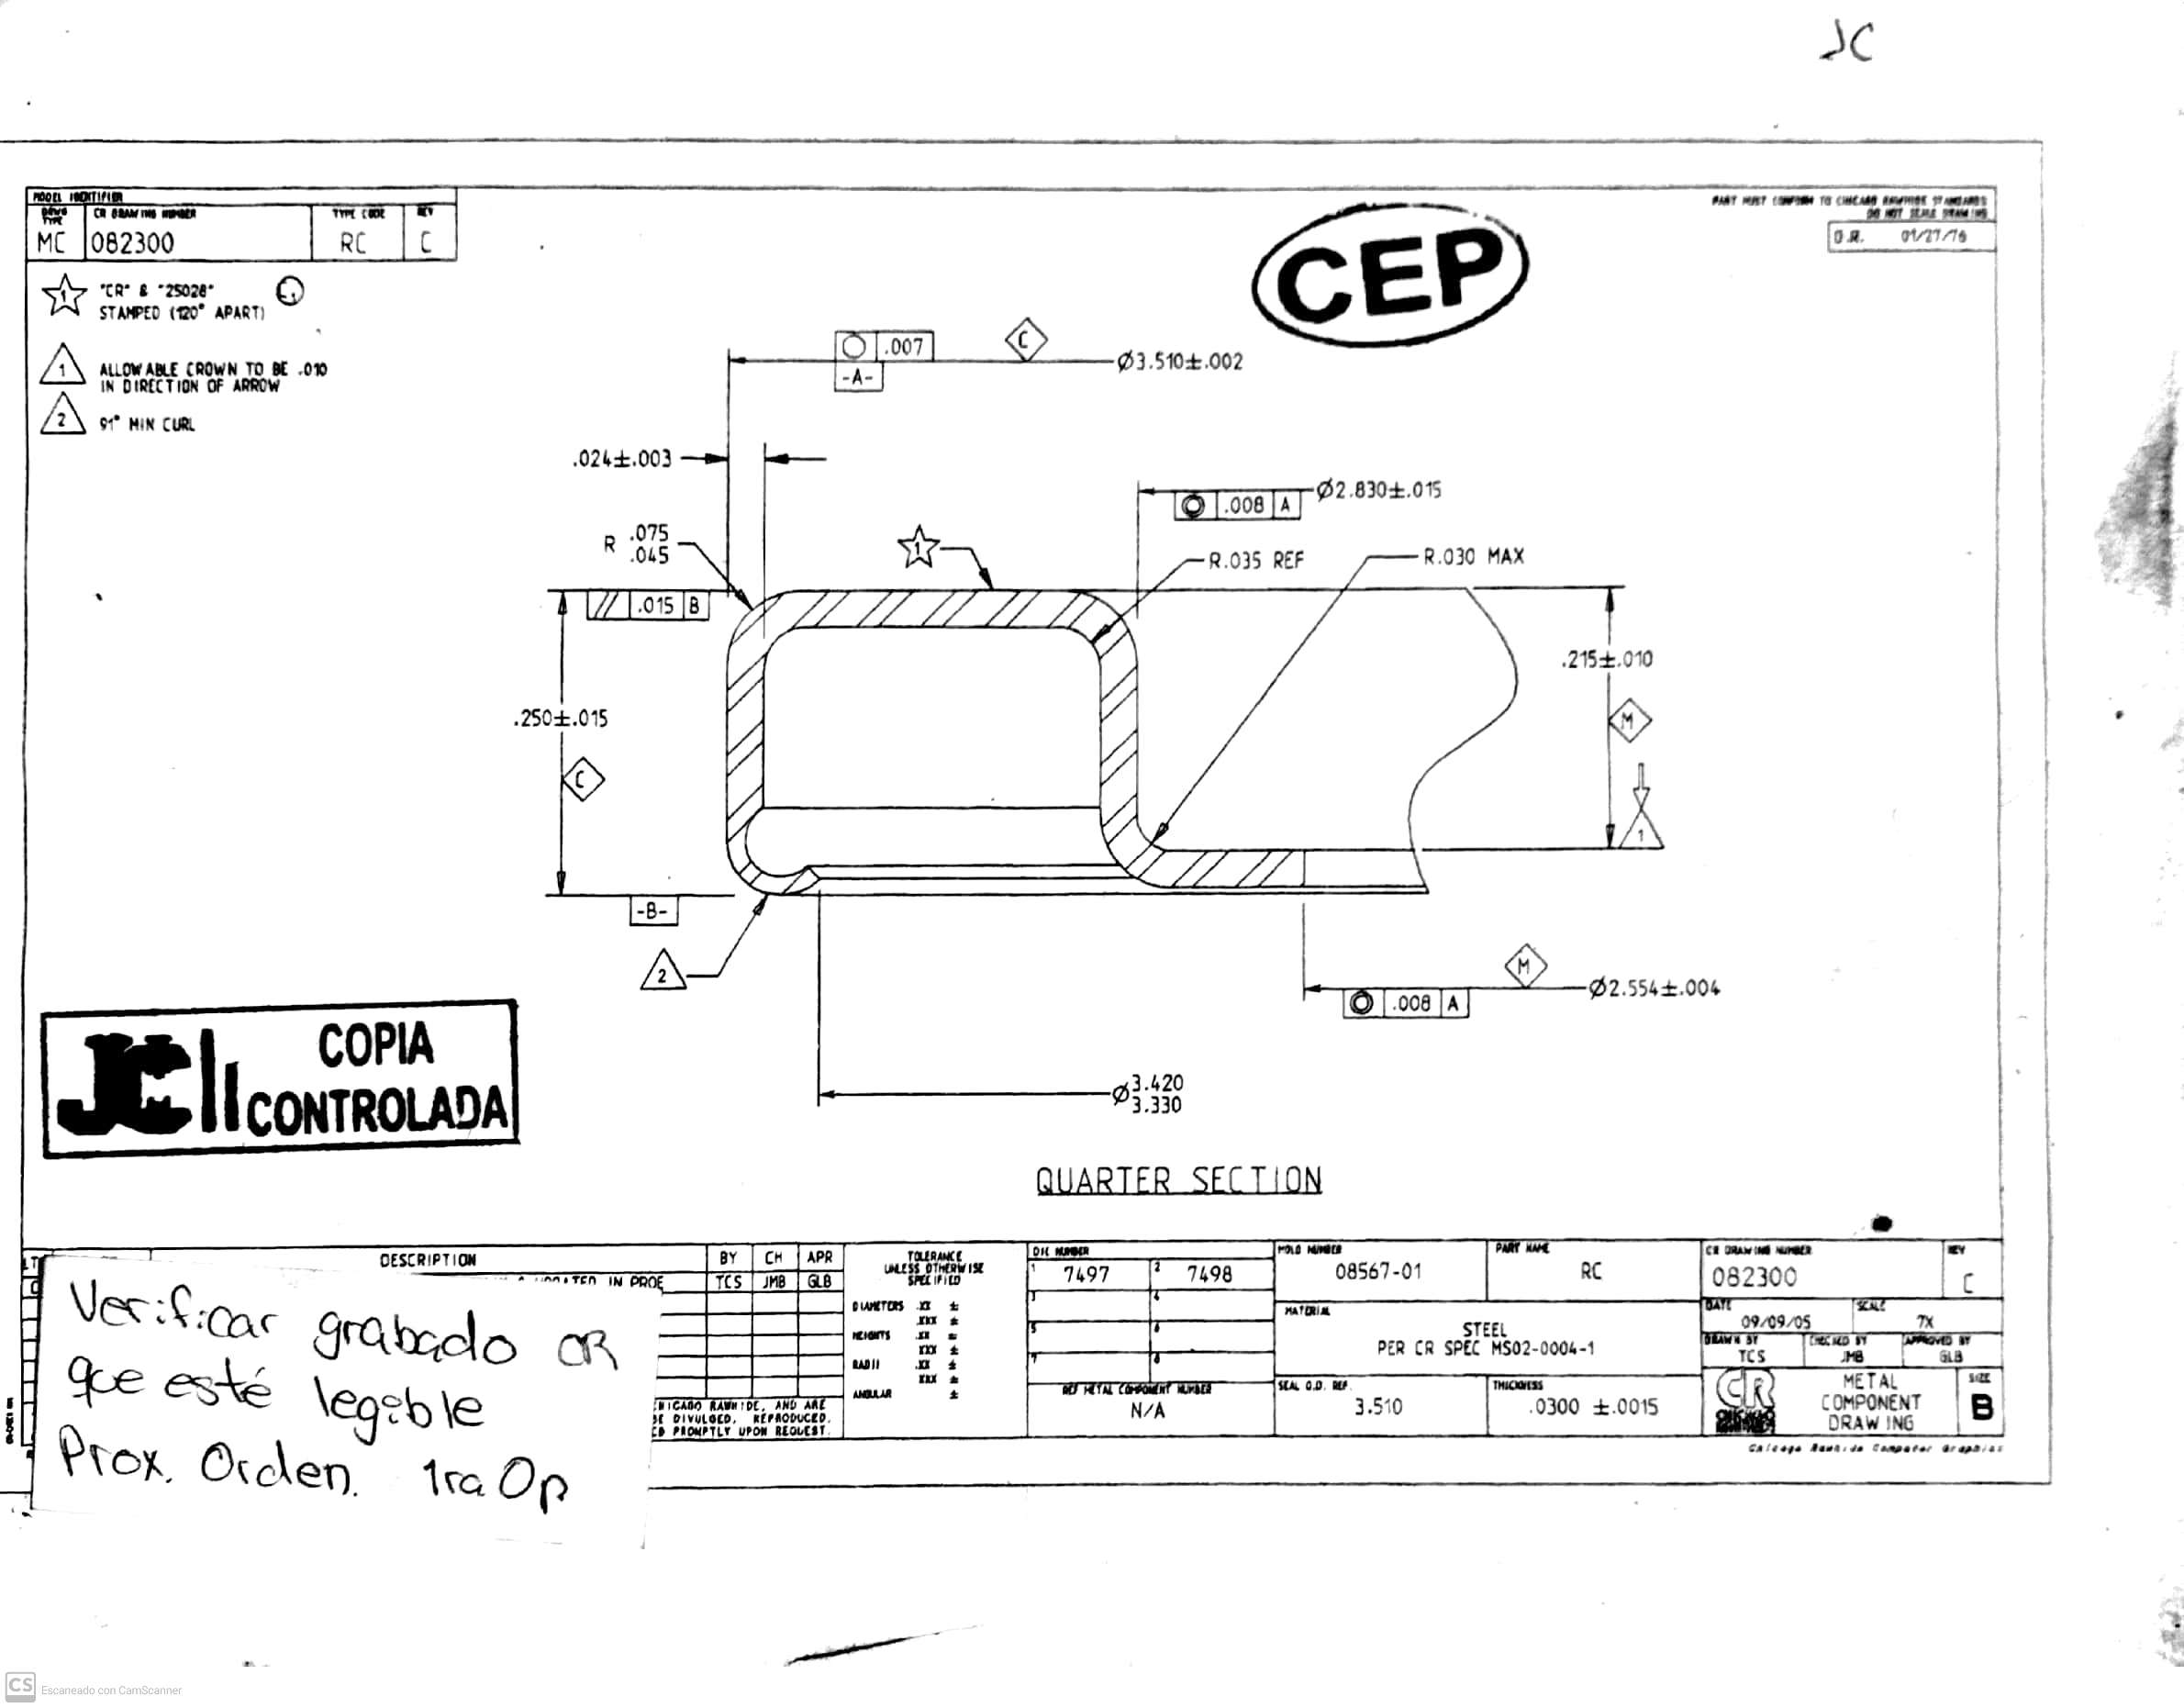 JC
MODEL IDENTIFIER
DRWG TYPE
CR DRAWING NUMBER
TYPE CODE
REV
MC
082300
RC
C
PART MUST CONFORM TO CHICAGO RAWHIDE STANDARDS
DO NOT SCALE DRAWING
O.R. 01/27/76
CEP
1
"CR" & "25028"
STAMPED (120° APART)
1
ALLOWABLE CROWN TO BE .010
IN DIRECTION OF ARROW
2
91° MIN CURL
.007
-A-
C
Ø3.510±.002
.024±.003
.008 A
Ø2.830±.015
R .075
.045
1
R.035 REF
R.030 MAX
// .015 B
.215±.010
.250±.015
M
C
1
-B-
2
M
.008 A
Ø2.554±.004
Ø3.420
3.330
COPIA
CONTROLADA
QUARTER SECTION
DESCRIPTION
BY
CH
APR
IN PROE
TCS
JMB
GLB
TOLERANCE
UNLESS OTHERWISE
SPECIFIED
DIAMETERS .XX ±
.XXX ±
HEIGHTS .XX ±
.XXX ±
RADII .XX ±
.XXX ±
ANGULAR ±
DIE NUMBER
1 7497
2 7498
3
4
5
6
7
8
REF METAL COMPONENT NUMBER
N/A
MOLD NUMBER
08567-01
PART NAME
RC
MATERIAL
STEEL
PER CR SPEC MS02-0004-1
SEAL O.D. REF.
3.510
THICKNESS
.0300 ±.0015
CR DRAWING NUMBER
082300
REV
C
DATE
09/09/05
SCALE
7X
DRAWN BY
TCS
CHECKED BY
JMB
APPROVED BY
GLB
CR
METAL
COMPONENT
DRAWING
SIZE
B
Chicago Rawhide Computer Graphics
RAWHIDE, AND ARE
DIVULGED, REPRODUCED,
PROMPTLY UPON REQUEST.
Verificar grabado CR
que esté legible
Prox. Orden. 1ra Op
CS Escaneado con CamScanner